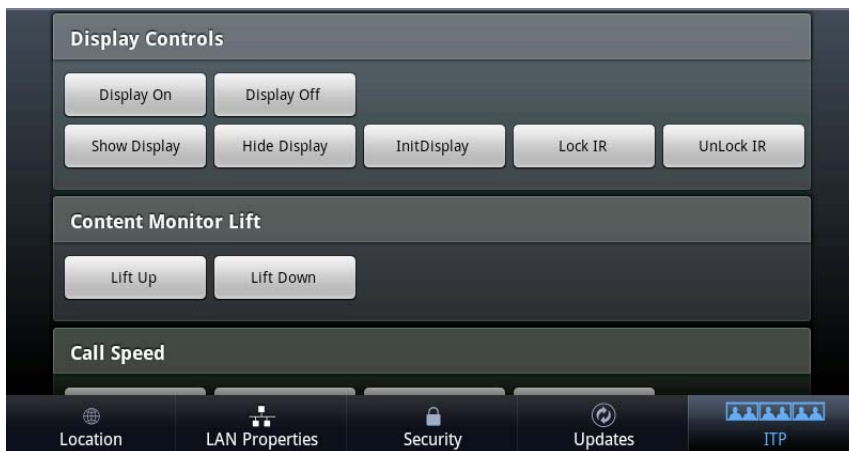 Display Controls
Display On Display Off
Show Display Hide Display InitDisplay Lock IR UnLock IR
Content Monitor Lift
Lift Up Lift Down
Call Speed
Location LAN Properties Security Updates ITP